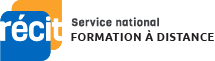 récit
Service national
FORMATION À DISTANCE